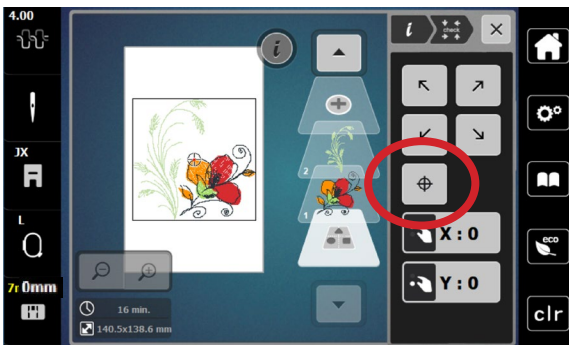 4.00
i
i
check
JX
2
1
L
X : 0
eco
Y : 0
7r 0mm
16 min.
140.5x138.6 mm
clr